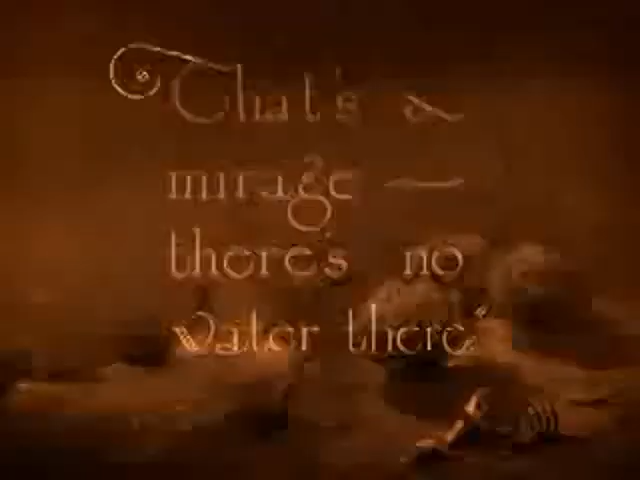 That's a
mirage —
there's no
water there"